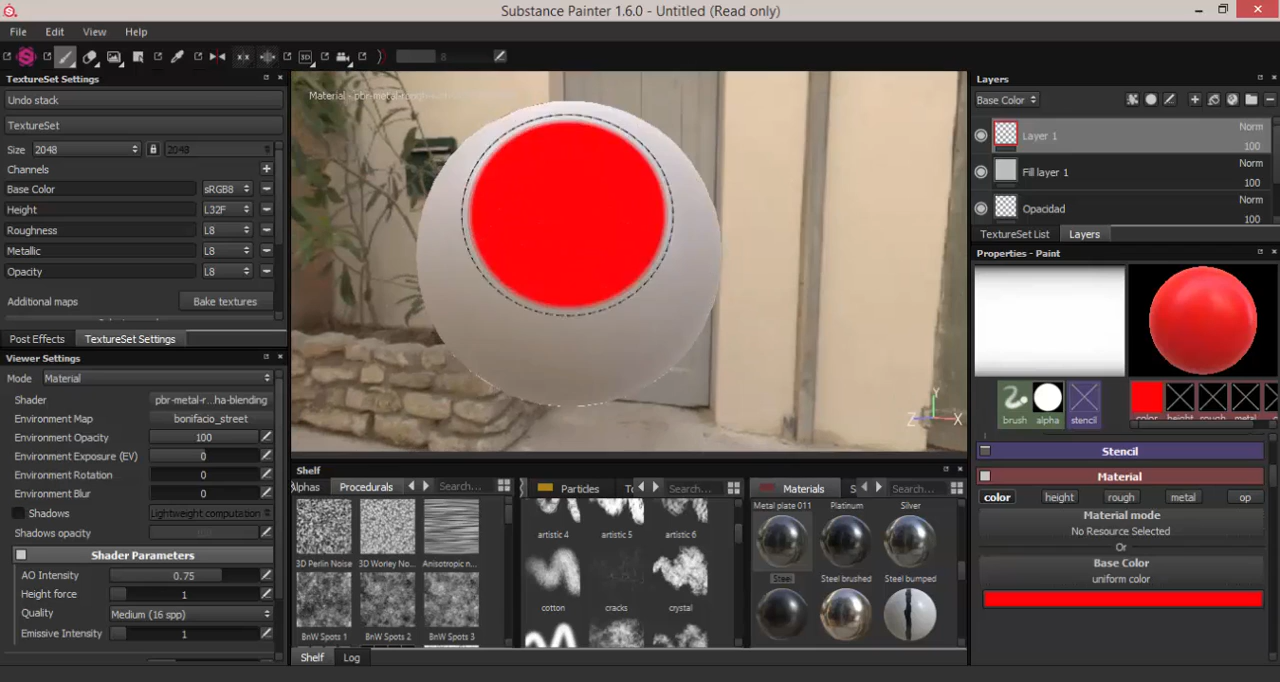 Substance Painter 1.6.0 - Untitled (Read only)
File Edit View Help
3D
8
TextureSet Settings
Undo stack
TextureSet
Size 2048 2048
Channels
Base Color sRGB8
Height L32F
Roughness L8
Metallic L8
Opacity L8
Additional maps Bake textures
Post Effects TextureSet Settings
Viewer Settings
Mode Material
Shader pbr-metal-r...ha-blending
Environment Map bonifacio_street
Environment Opacity 100
Environment Exposure (EV) 0
Environment Rotation 0
Environment Blur 0
Shadows Lightweight computation
Shadows opacity
Shader Parameters
AO Intensity 0.75
Height force 1
Quality Medium (16 spp)
Emissive Intensity 1
Material - pbr-metal-rough
Y
Z X
Shelf
Alphas Procedurals Search...
3D Perlin Noise 3D Worley No... Anisotropic n...
BnW Spots 1 BnW Spots 2 BnW Spots 3
Particles Search...
artistic 4 artistic 5 artistic 6
cotton cracks crystal
Materials S Search...
Metal plate 011 Platinum Silver
Steel Steel brushed Steel bumped
Shelf Log
Layers
Base Color
Layer 1 Norm 100
Fill layer 1 Norm 100
Opacidad Norm 100
TextureSet List Layers
Properties - Paint
brush alpha stencil color height rough metal
Stencil
Material
color height rough metal op
Material mode
No Resource Selected
Or
Base Color
uniform color